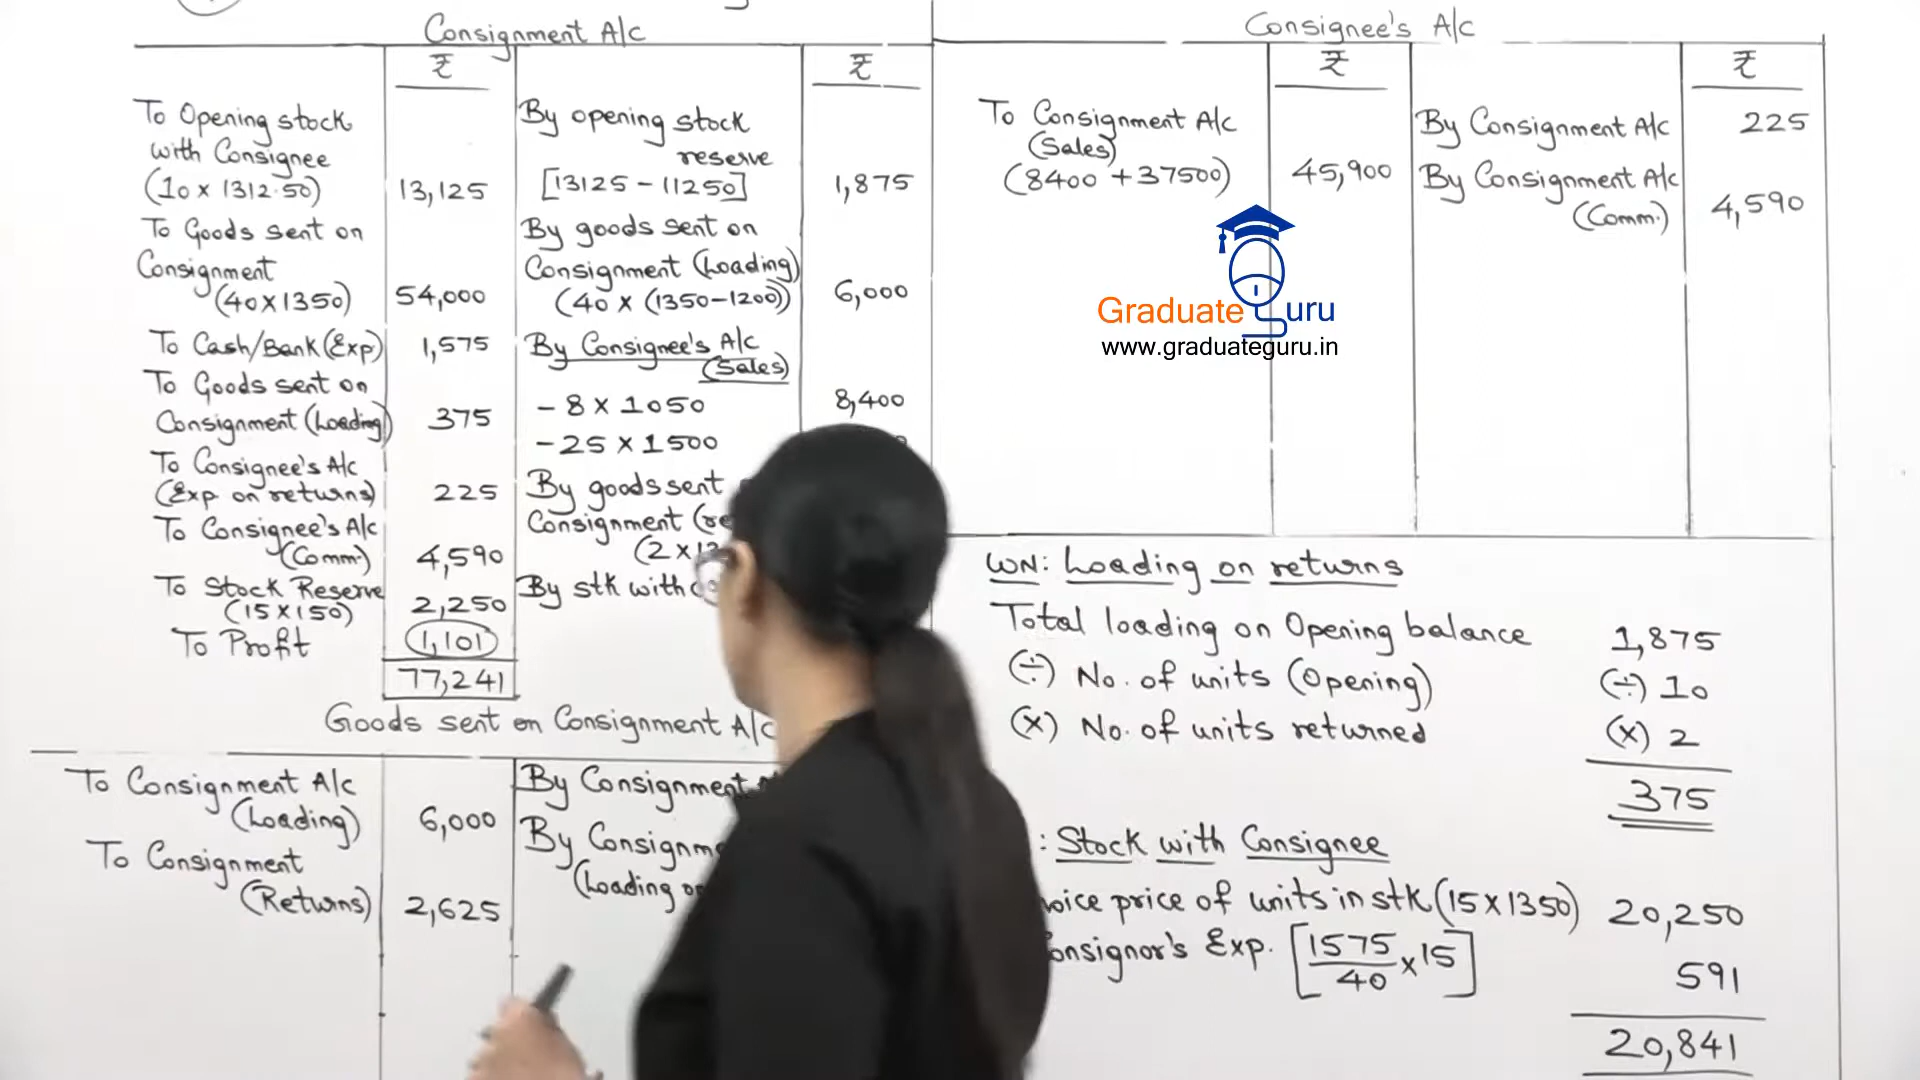 Consignment A/c
₹
₹
To Opening stock
with Consignee
(10 x 1312.50) 13,125
To Goods sent on
Consignment
(40 x 1350) 54,000
To Cash/Bank (Exp) 1,575
To Goods sent on
Consignment (Loading) 375
To Consignee's A/c
(Exp on returns) 225
To Consignee's A/c
(Comm.) 4,590
To Stock Reserve
(15 x 150) 2,250
To Profit 1,101
77,241
By opening stock
reserve
[13125 - 11250] 1,875
By goods sent on
Consignment (Loading)
(40 x (1350-1200)) 6,000
By Consignee's A/c
(Sales)
- 8 x 1050 8,400
- 25 x 1500
By goods sent
Consignment
(2 x
By stk with
Consignee's A/c
₹
₹
To Consignment A/c
(Sales)
(8400 + 37500) 45,900
By Consignment A/c 225
By Consignment A/c
(Comm.) 4,590
Graduate Guru
www.graduateguru.in
Goods sent on Consignment A/c
To Consignment A/c
(Loading) 6,000
To Consignment
(Returns) 2,625
By Consignment
By
(Loading
WN: Loading on returns
Total loading on Opening balance 1,875
(÷) No. of units (Opening) (÷) 10
(x) No. of units returned (x) 2
375
: Stock with Consignee
price of units in stk (15 x 1350) 20,250
Exp. [1575/40 x 15] 591
20,841